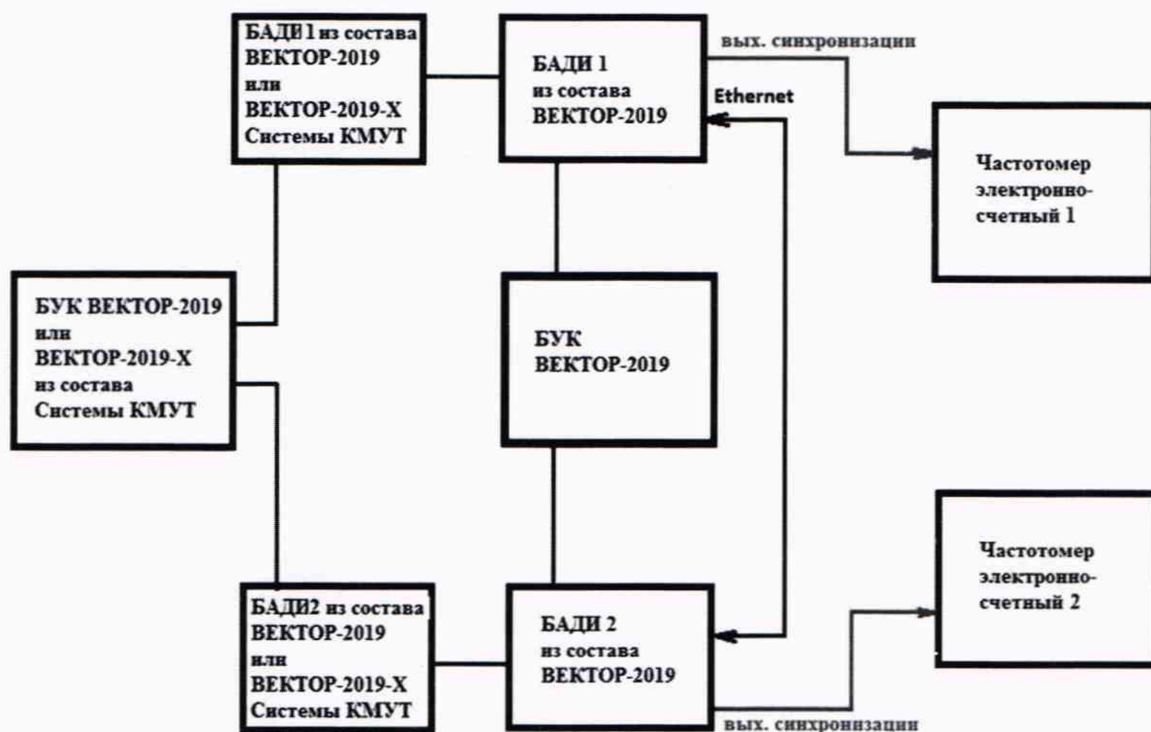 БАДИ1 из состава
ВЕКТОР-2019
или
ВЕКТОР-2019-Х
Системы КМУТ
БАДИ 1
из состава
ВЕКТОР-2019
вых. синхронизации
Ethernet
Частотомер
электронно-
счетный 1
БУК ВЕКТОР-2019
или
ВЕКТОР-2019-Х
из состава
Системы КМУТ
БУК
ВЕКТОР-2019
БАДИ2 из состава
ВЕКТОР-2019
или
ВЕКТОР-2019-Х
Системы КМУТ
БАДИ 2
из состава
ВЕКТОР-2019
Частотомер
электронно-
счетный 2
вых. синхронизации